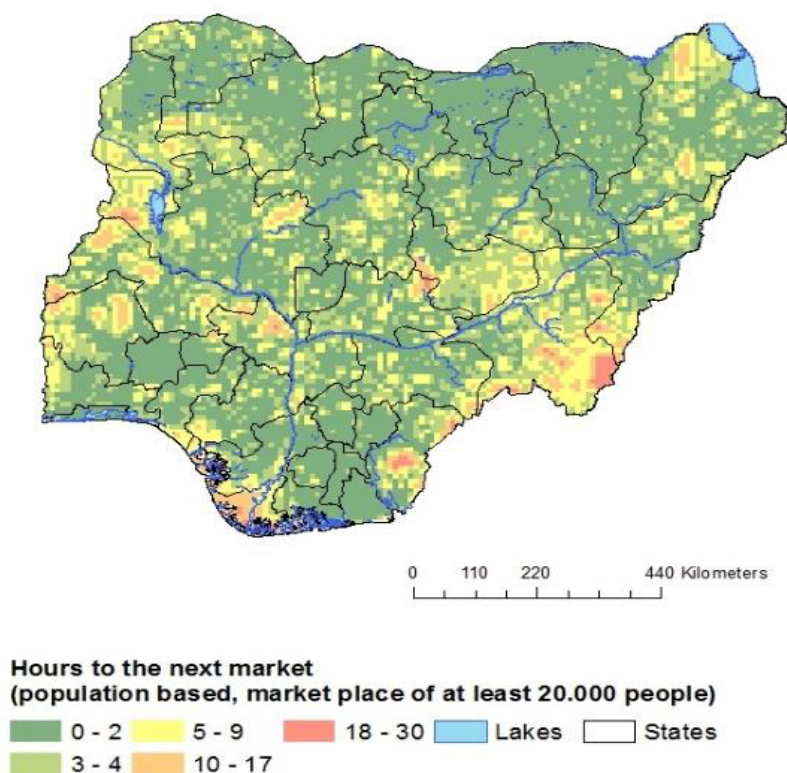 0 110 220 440 Kilometers
Hours to the next market
(population based, market place of at least 20.000 people)
0 - 2 5 - 9 18 - 30 Lakes States
3 - 4 10 - 17